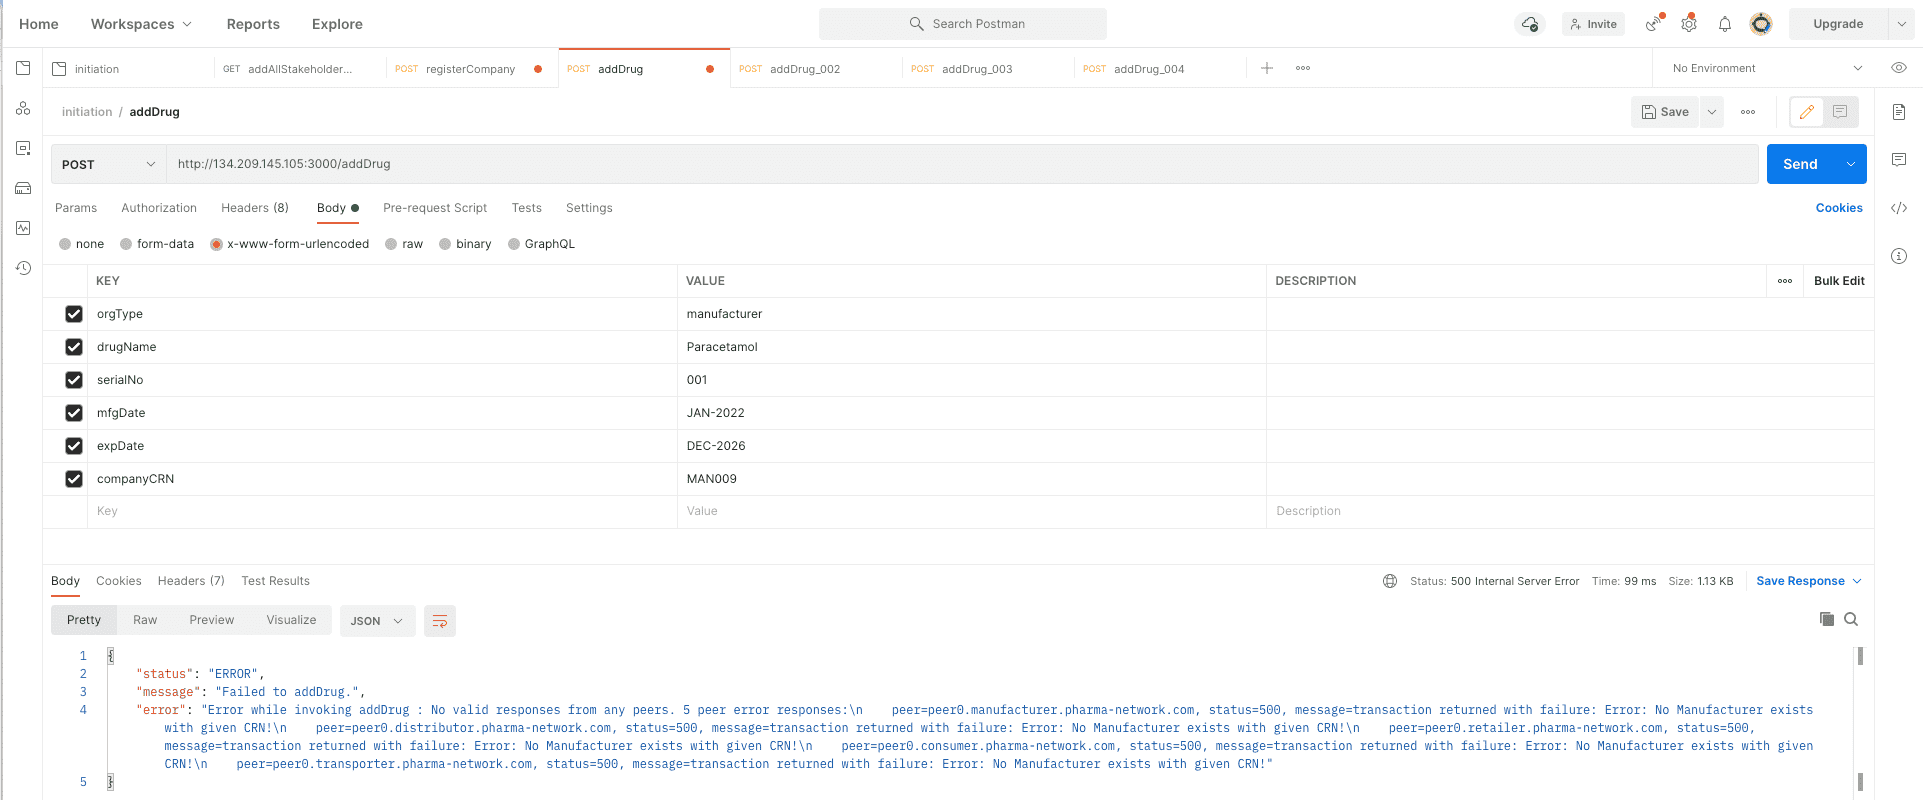 Home Workspaces Reports Explore Search Postman Invite Upgrade
initiation GET addAllStakeholder... POST registerCompany POST addDrug POST addDrug_002 POST addDrug_003 POST addDrug_004 No Environment
initiation / addDrug Save
POST http://134.209.145.105:3000/addDrug Send
Params Authorization Headers (8) Body Pre-request Script Tests Settings Cookies
none form-data x-www-form-urlencoded raw binary GraphQL
KEY VALUE DESCRIPTION Bulk Edit
orgType manufacturer
drugName Paracetamol
serialNo 001
mfgDate JAN-2022
expDate DEC-2026
companyCRN MAN009
Key Value Description
Body Cookies Headers (7) Test Results Status: 500 Internal Server Error Time: 99 ms Size: 1.13 KB Save Response
Pretty Raw Preview Visualize JSON
1 {
2 "status": "ERROR",
3 "message": "Failed to addDrug.",
4 "error": "Error while invoking addDrug : No valid responses from any peers. 5 peer error responses:\n    peer=peer0.manufacturer.pharma-network.com, status=500, message=transaction returned with failure: Error: No Manufacturer exists
with given CRN!\n    peer=peer0.distributor.pharma-network.com, status=500, message=transaction returned with failure: Error: No Manufacturer exists with given CRN!\n    peer=peer0.retailer.pharma-network.com, status=500,
message=transaction returned with failure: Error: No Manufacturer exists with given CRN!\n    peer=peer0.consumer.pharma-network.com, status=500, message=transaction returned with failure: Error: No Manufacturer exists with given
CRN!\n    peer=peer0.transporter.pharma-network.com, status=500, message=transaction returned with failure: Error: No Manufacturer exists with given CRN!"
5 }